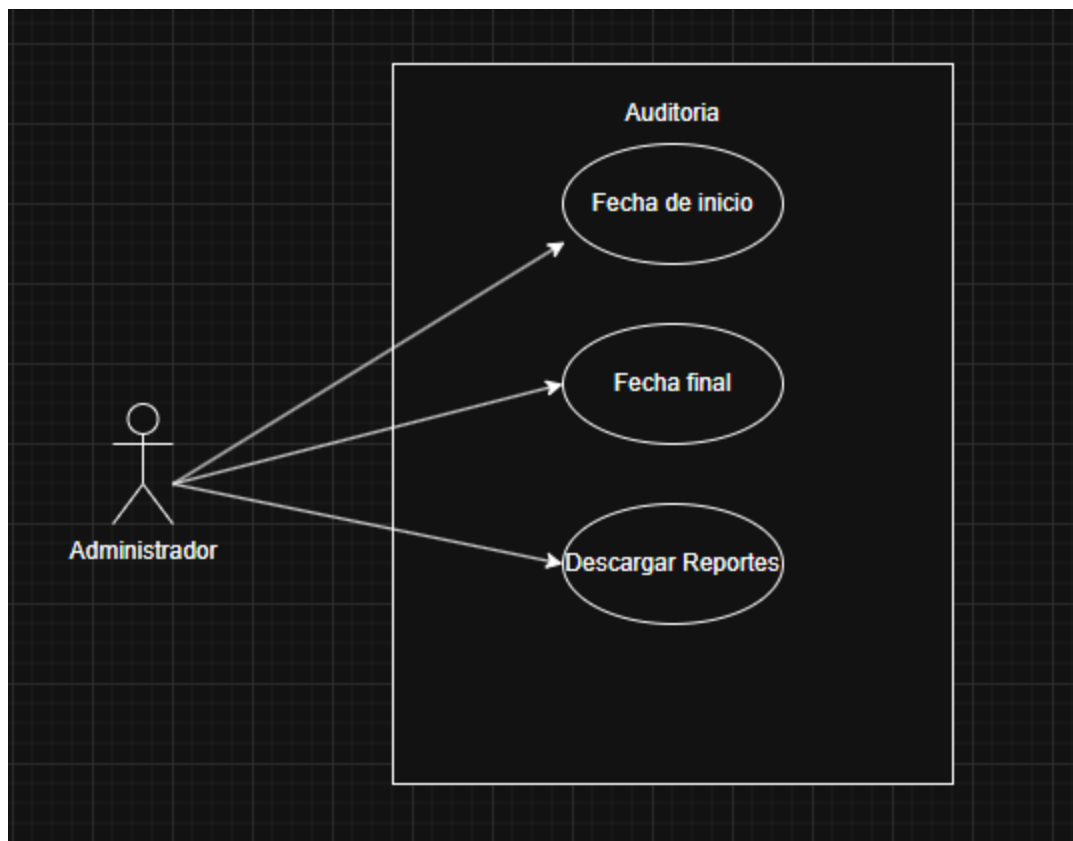 Auditoria
Fecha de inicio
Fecha final
Administrador
Descargar Reportes